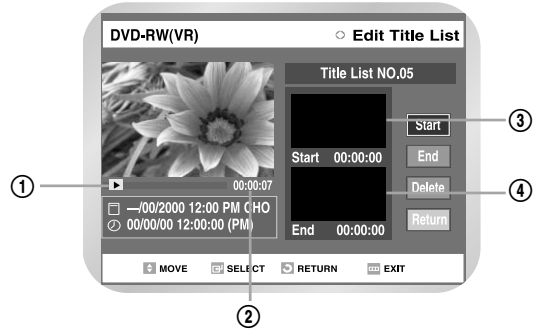 DVD-RW(VR)
Edit Title List
Title List NO.05
Start
Start 00:00:00
End
00:00:07
Delete
—/00/2000 12:00 PM CHO
00/00/00 12:00:00 (PM)
Return
End 00:00:00
MOVE SELECT RETURN EXIT
①
②
③
④